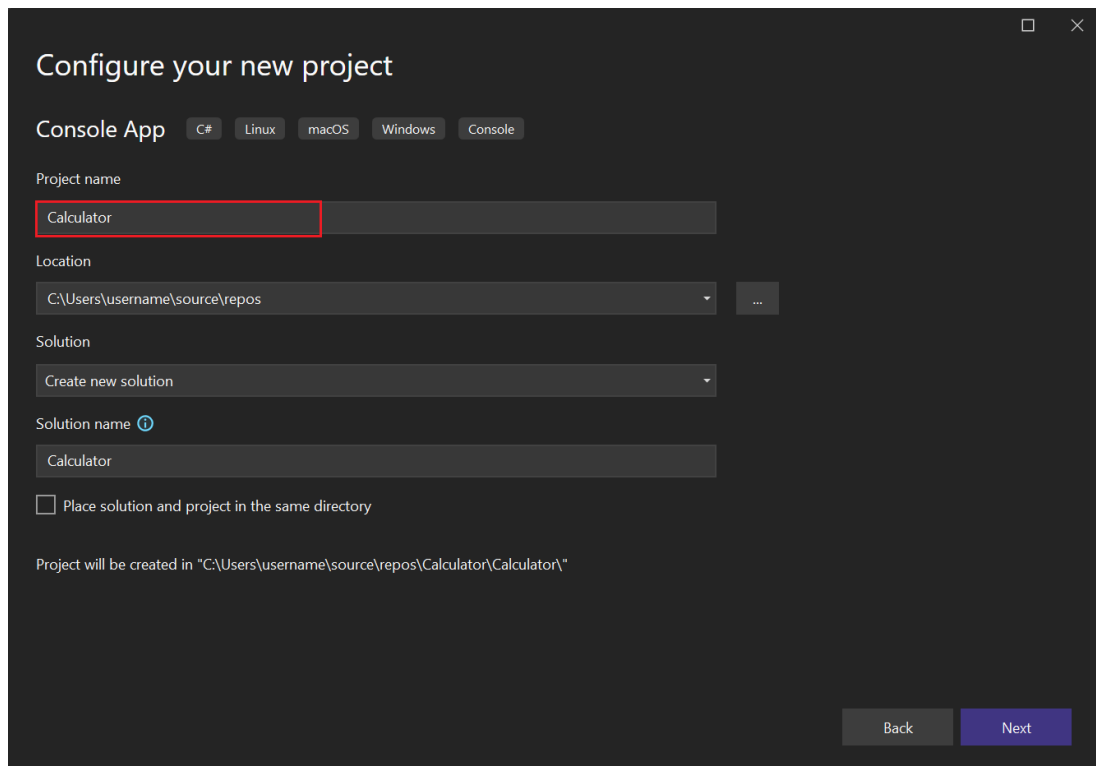 Configure your new project
Console App C# Linux macOS Windows Console
Project name
Calculator
Location
C:\Users\username\source\repos
...
Solution
Create new solution
Solution name
Calculator
Place solution and project in the same directory
Project will be created in "C:\Users\username\source\repos\Calculator\Calculator\"
Back Next